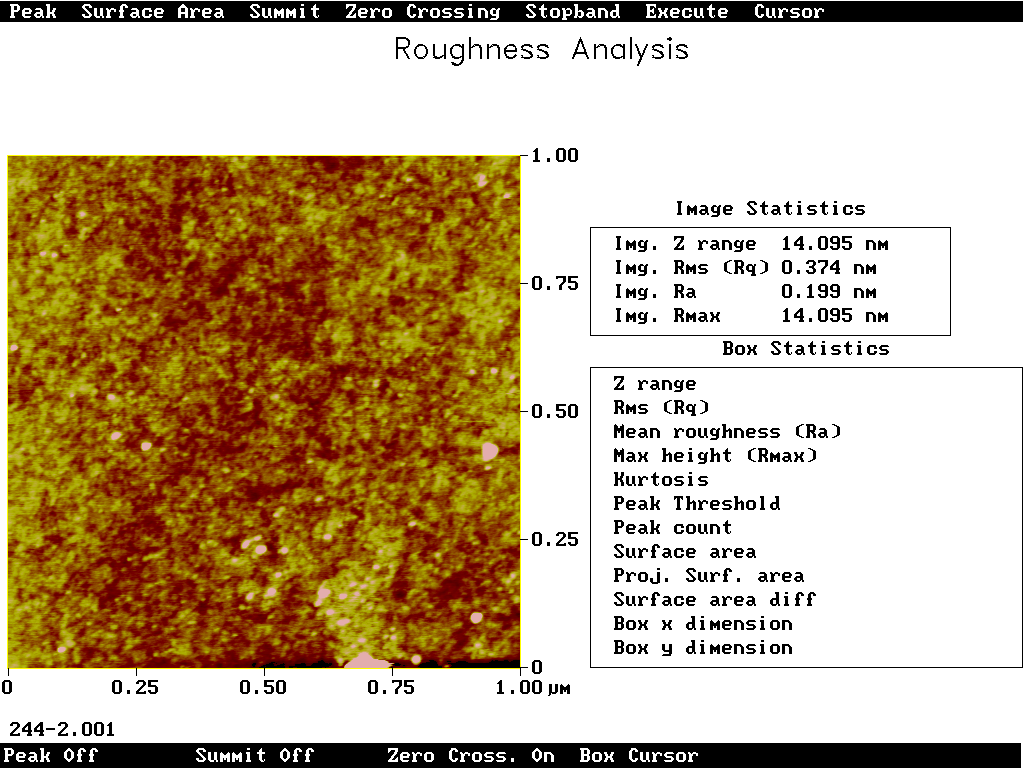 Peak Surface Area Summit Zero Crossing Stopband Execute Cursor
Roughness Analysis
1.00
0.75
0.50
0.25
0
0 0.25 0.50 0.75 1.00 µm
Image Statistics
Img. Z range 14.095 nm
Img. Rms (Rq) 0.374 nm
Img. Ra 0.199 nm
Img. Rmax 14.095 nm
Box Statistics
Z range
Rms (Rq)
Mean roughness (Ra)
Max height (Rmax)
Kurtosis
Peak Threshold
Peak count
Surface area
Proj. Surf. area
Surface area diff
Box x dimension
Box y dimension
244-2.001
Peak Off Summit Off Zero Cross. On Box Cursor